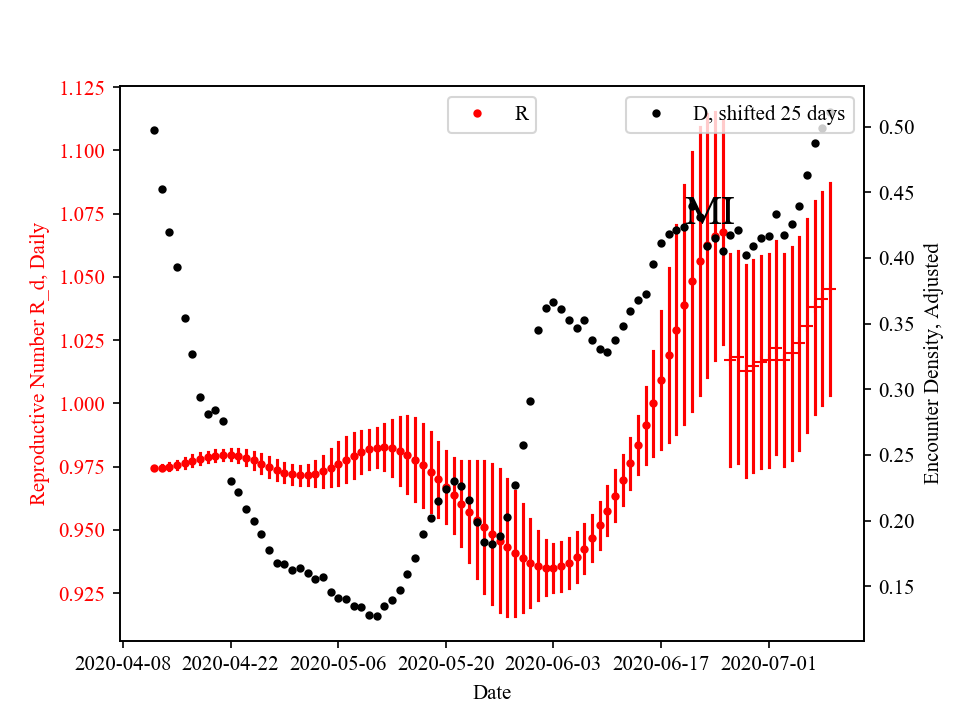 R
D, shifted 25 days
MI
Reproductive Number R_d, Daily
1.125
1.100
1.075
1.050
1.025
1.000
0.975
0.950
0.925
0.50
0.45
0.40
0.35
0.30
0.25
0.20
0.15
Encounter Density, Adjusted
2020-04-08 2020-04-22 2020-05-06 2020-05-20 2020-06-03 2020-06-17 2020-07-01
Date